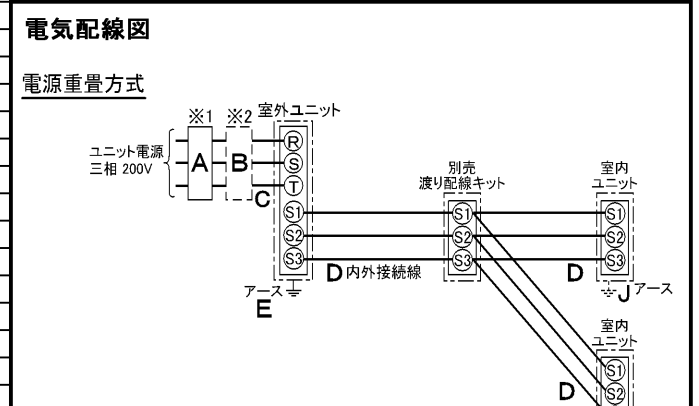 電気配線図
電源重畳方式
※1 ※2 室外ユニット
ユニット電源
三相 200V
A
B
C
R
S
T
S1
S2
S3
アース
E
D 内外接続線
別売
渡り配線キット
S1
S2
S3
室内
ユニット
S1
S2
S3
D
J アース
室内
ユニット
S1
S2
D